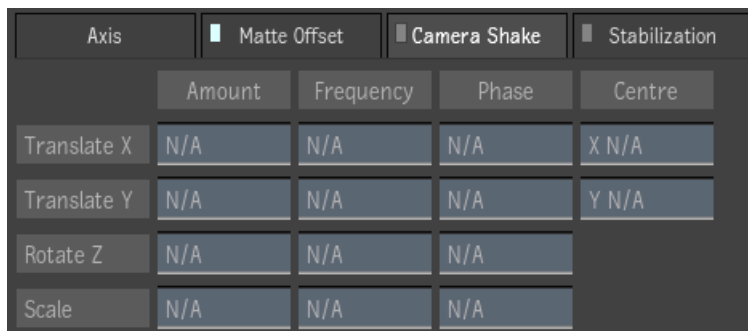 Axis Matte Offset Camera Shake Stabilization
Amount Frequency Phase Centre
Translate X N/A N/A N/A X N/A
Translate Y N/A N/A N/A Y N/A
Rotate Z N/A N/A N/A
Scale N/A N/A N/A